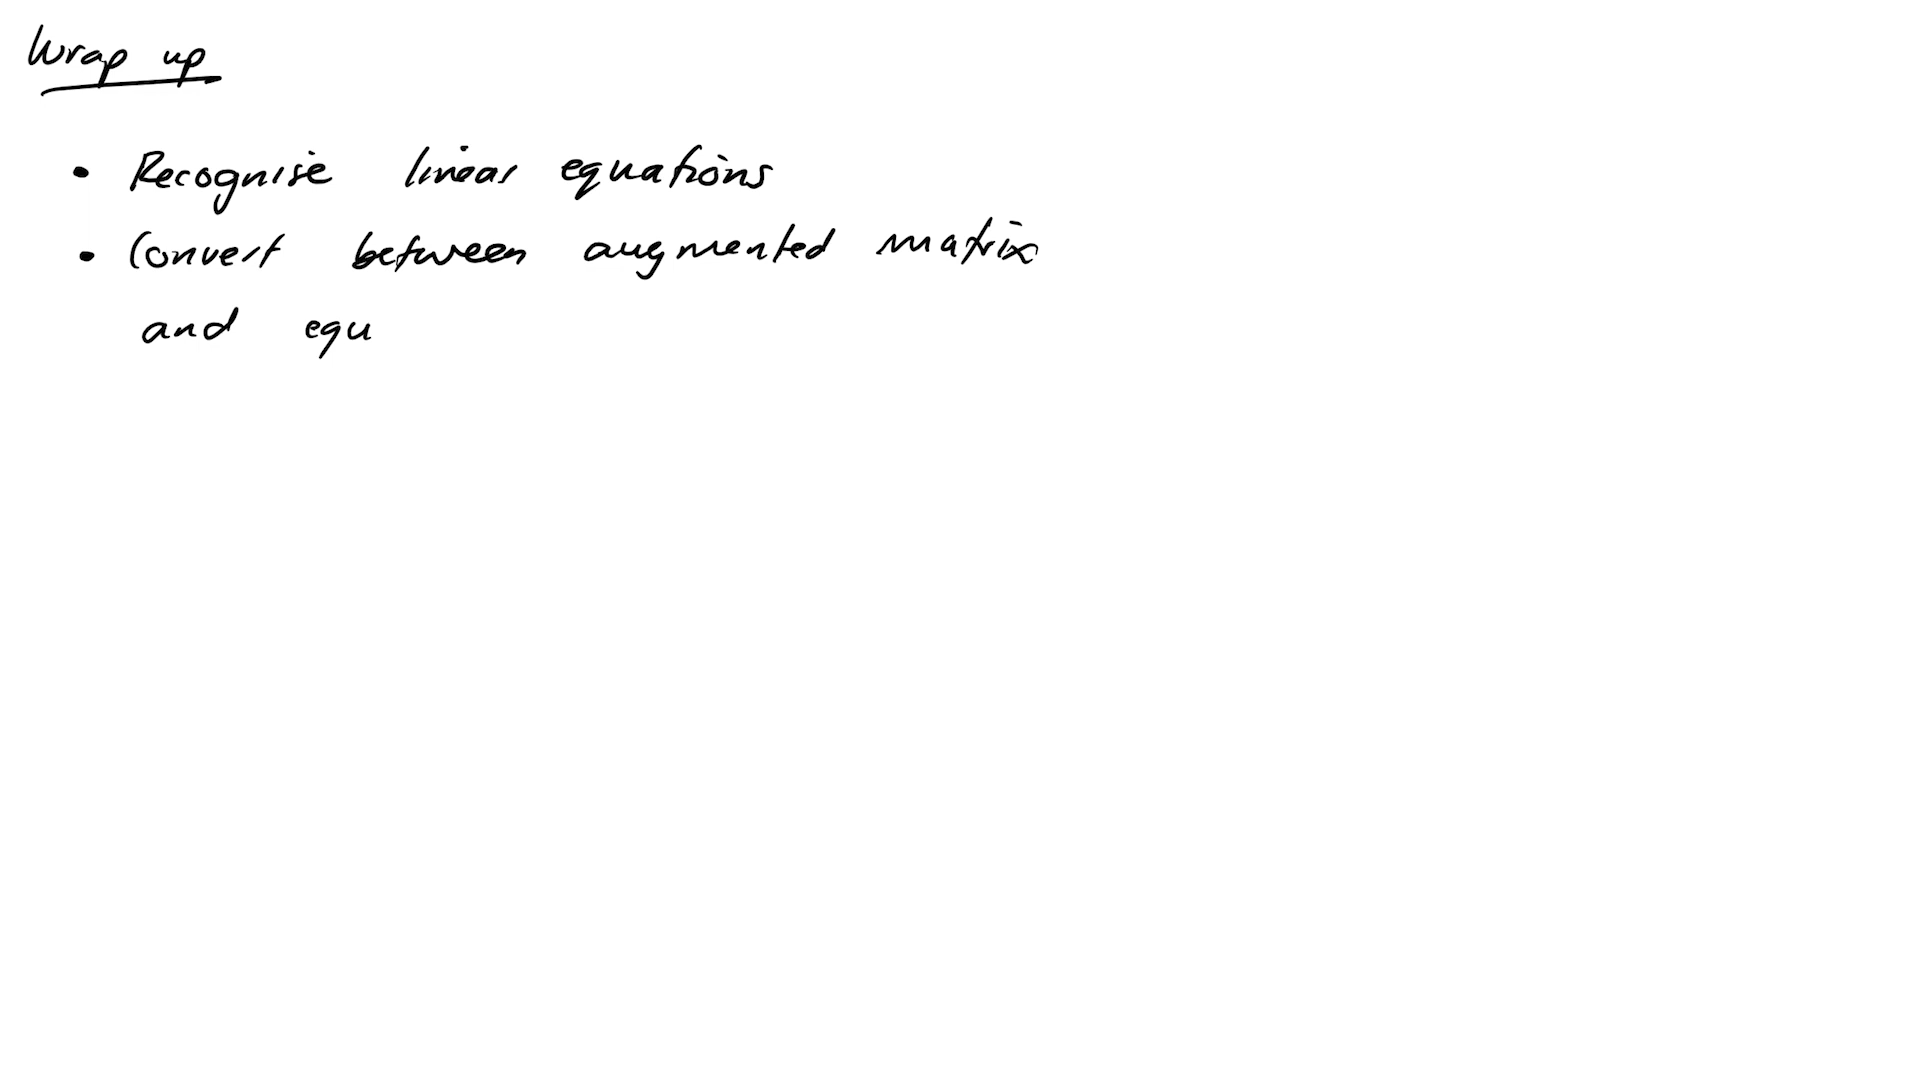 Wrap up
• Recognise linear equations
• Convert between augmented matrix
and equ